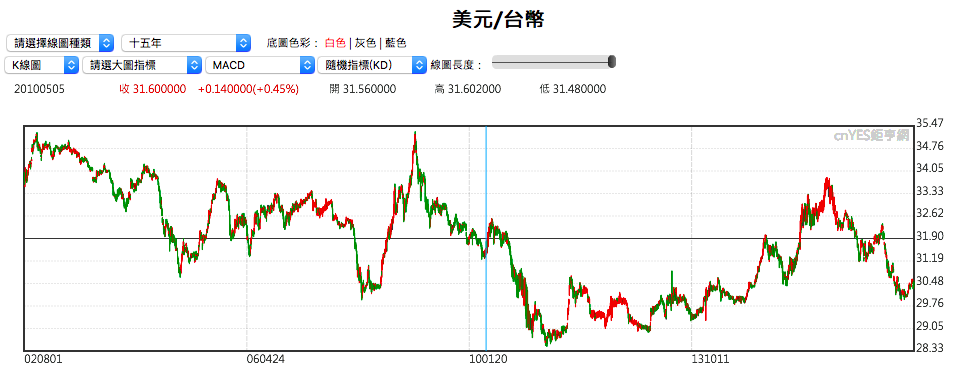 美元/台幣
請選擇線圖種類 十五年 底圖色彩： 白色 | 灰色 | 藍色
K線圖 請選大圖指標 MACD 隨機指標(KD) 線圖長度：
20100505 收 31.600000 +0.140000(+0.45%) 開 31.560000 高 31.602000 低 31.480000
cnYES鉅亨網
35.47
34.76
34.05
33.33
32.62
31.90
31.19
30.48
29.76
29.05
28.33
020801 060424 100120 131011